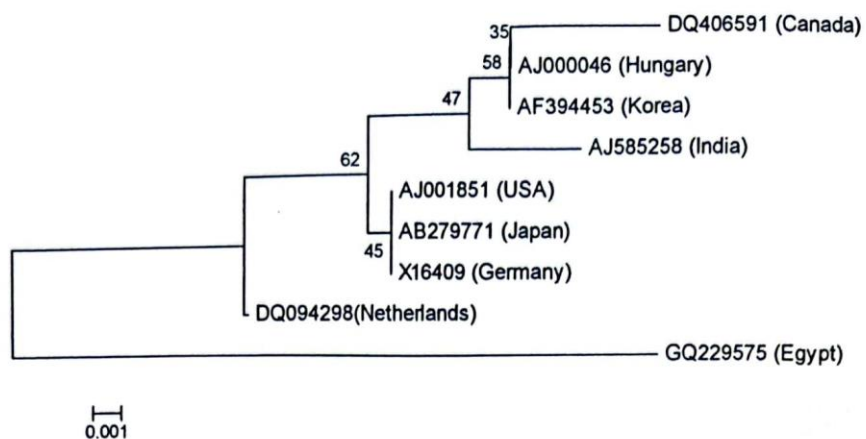 DQ406591 (Canada)
35
58
AJ000046 (Hungary)
47
AF394453 (Korea)
AJ585258 (India)
62
AJ001851 (USA)
AB279771 (Japan)
45
X16409 (Germany)
DQ094298(Netherlands)
GQ229575 (Egypt)
0.001